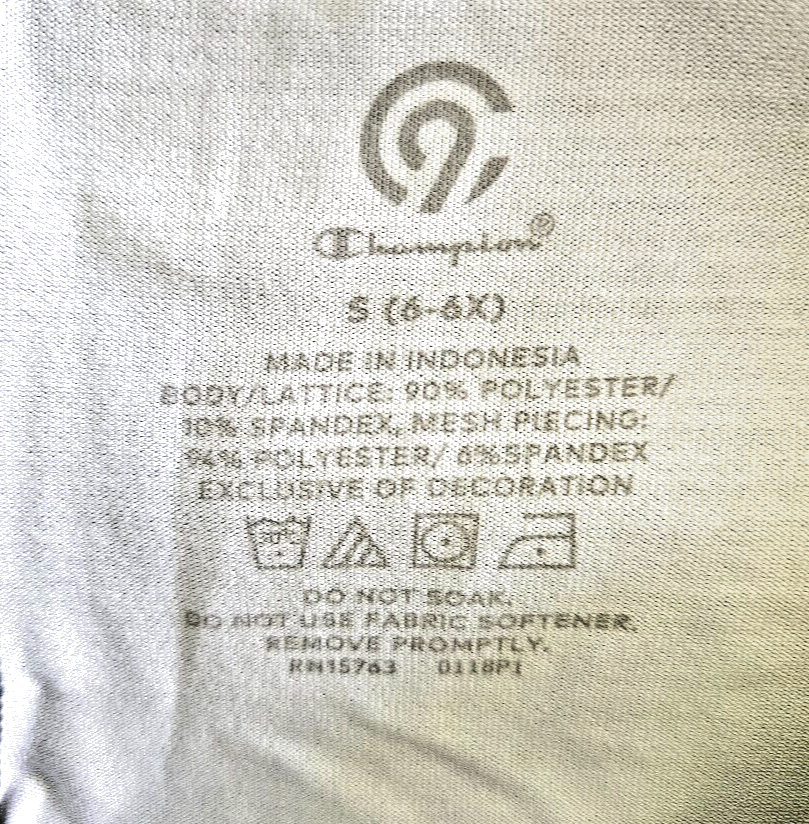 C9
Champion®
S (6-6X)
MADE IN INDONESIA
BODY/LATTICE: 90% POLYESTER/
10% SPANDEX, MESH PIECING:
94% POLYESTER/ 6%SPANDEX
EXCLUSIVE OF DECORATION
30°C
DO NOT SOAK.
DO NOT USE FABRIC SOFTENER.
REMOVE PROMPTLY.
RN15763 0118P1